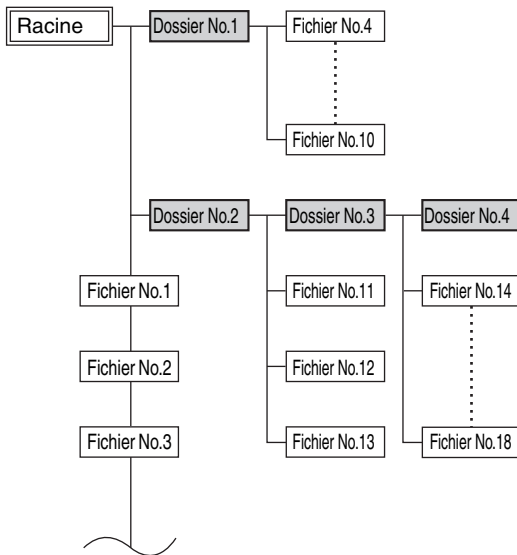 Racine
Dossier No.1
Fichier No.4
Fichier No.10
Dossier No.2
Dossier No.3
Dossier No.4
Fichier No.1
Fichier No.11
Fichier No.14
Fichier No.2
Fichier No.12
Fichier No.3
Fichier No.13
Fichier No.18